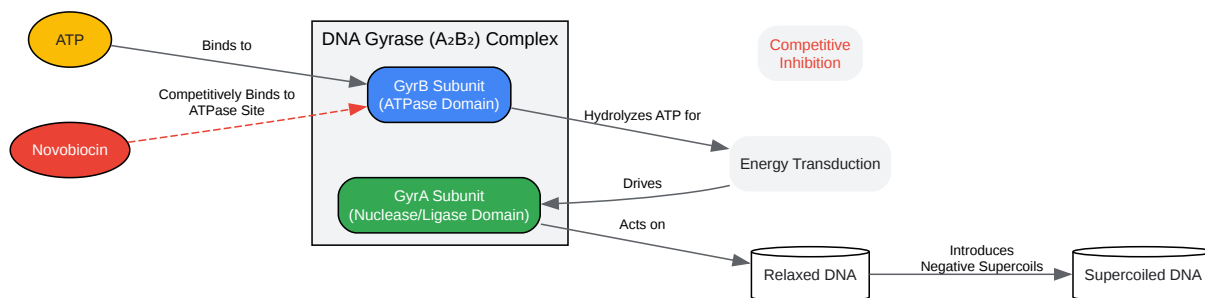 ATP
Binds to
DNA Gyrase (A₂B₂) Complex
Competitive
Inhibition
GyrB Subunit
(ATPase Domain)
Competitively Binds to
ATPase Site
Novobiocin
Hydrolyzes ATP for
Energy Transduction
Drives
GyrA Subunit
(Nuclease/Ligase Domain)
Acts on
Relaxed DNA
Introduces
Negative Supercoils
Supercoiled DNA